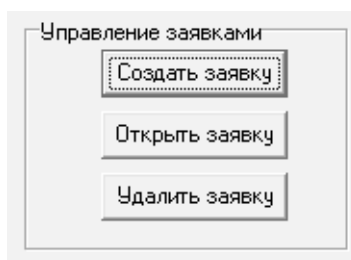 Управление заявками
Создать заявку
Открыть заявку
Удалить заявку